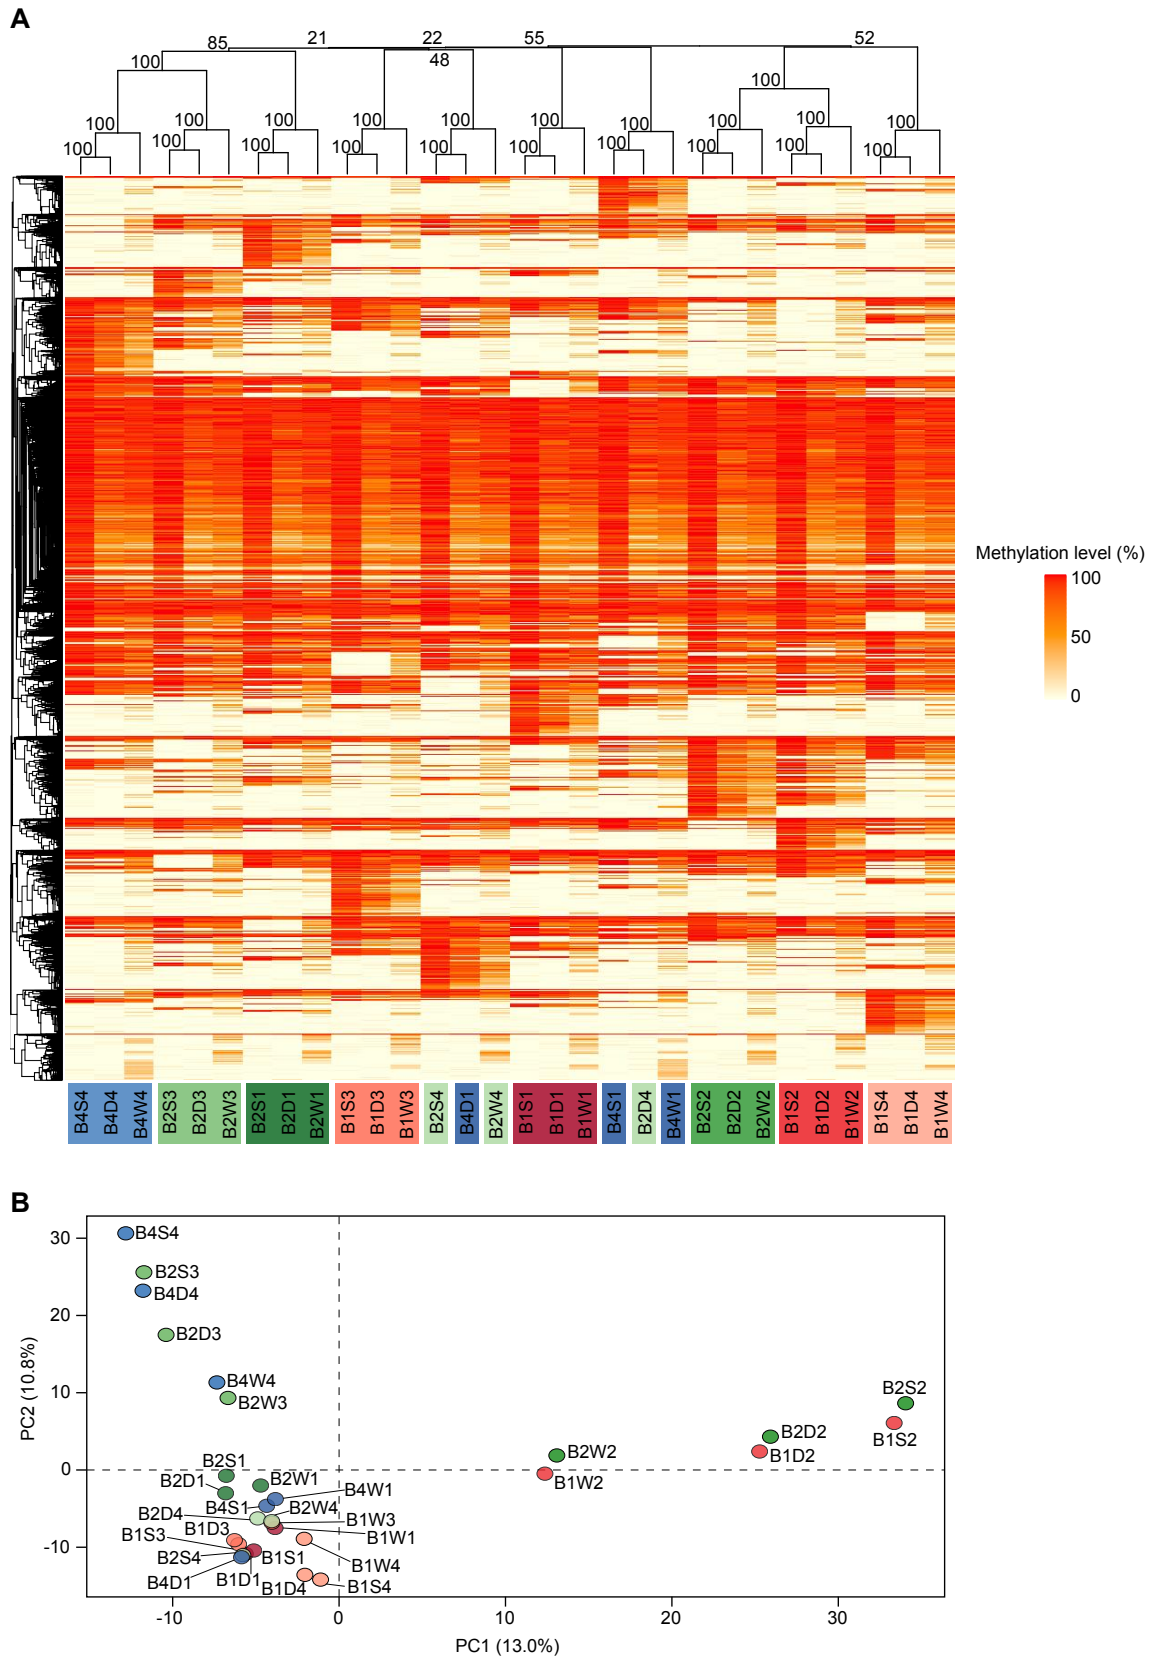 A
85 21 22 55 52
48
100 100
100 100 100 100 100 100 100 100 100 100
100 100 100 100 100 100 100 100 100 100
Methylation level (%)
100
50
0
B4S4 B4D4 B4W4 B2S3 B2D3 B2W3 B2S1 B2D1 B2W1 B1S3 B1D3 B1W3 B2S4 B4D1 B2W4 B1S1 B1D1 B1W1 B4S1 B2D4 B4W1 B2S2 B2D2 B2W2 B1S2 B1D2 B1W2 B1S4 B1D4 B1W4
B
PC2 (10.8%)
30
20
10
0
-10
B4S4
B2S3
B4D4
B2D3
B4W4
B2W3
B2S2
B1S2
B2D2
B1D2
B2W2
B1W2
B2S1
B2D1
B2W1
B4W1
B4S1
B2W4
B2D4
B1W3
B1D3
B1S3
B1W1
B2S4
B1S1
B1W4
B4D1
B1D1
B1D4
B1S4
-10 0 10 20 30
PC1 (13.0%)